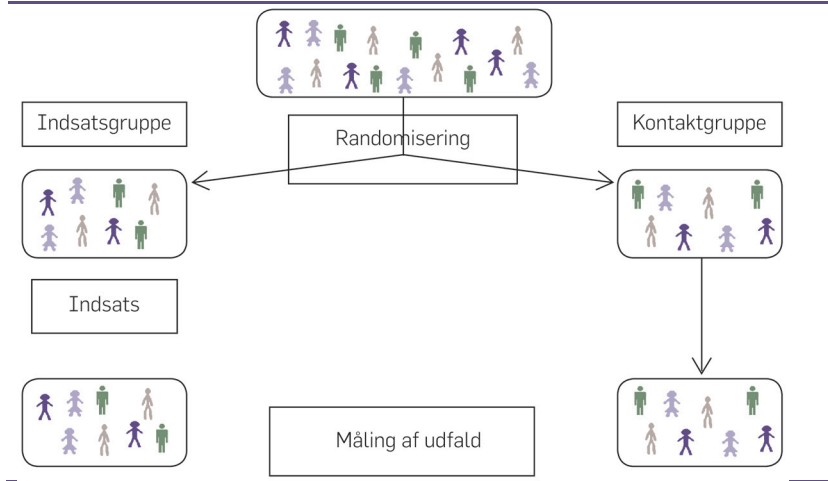 Indsatsgruppe
Randomisering
Kontaktgruppe
Indsats
Måling af udfald